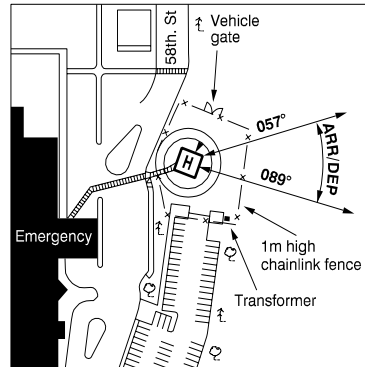 58th. St
Vehicle
gate
057°
ARR/DEP
089°
H
Emergency
1m high
chainlink fence
Transformer